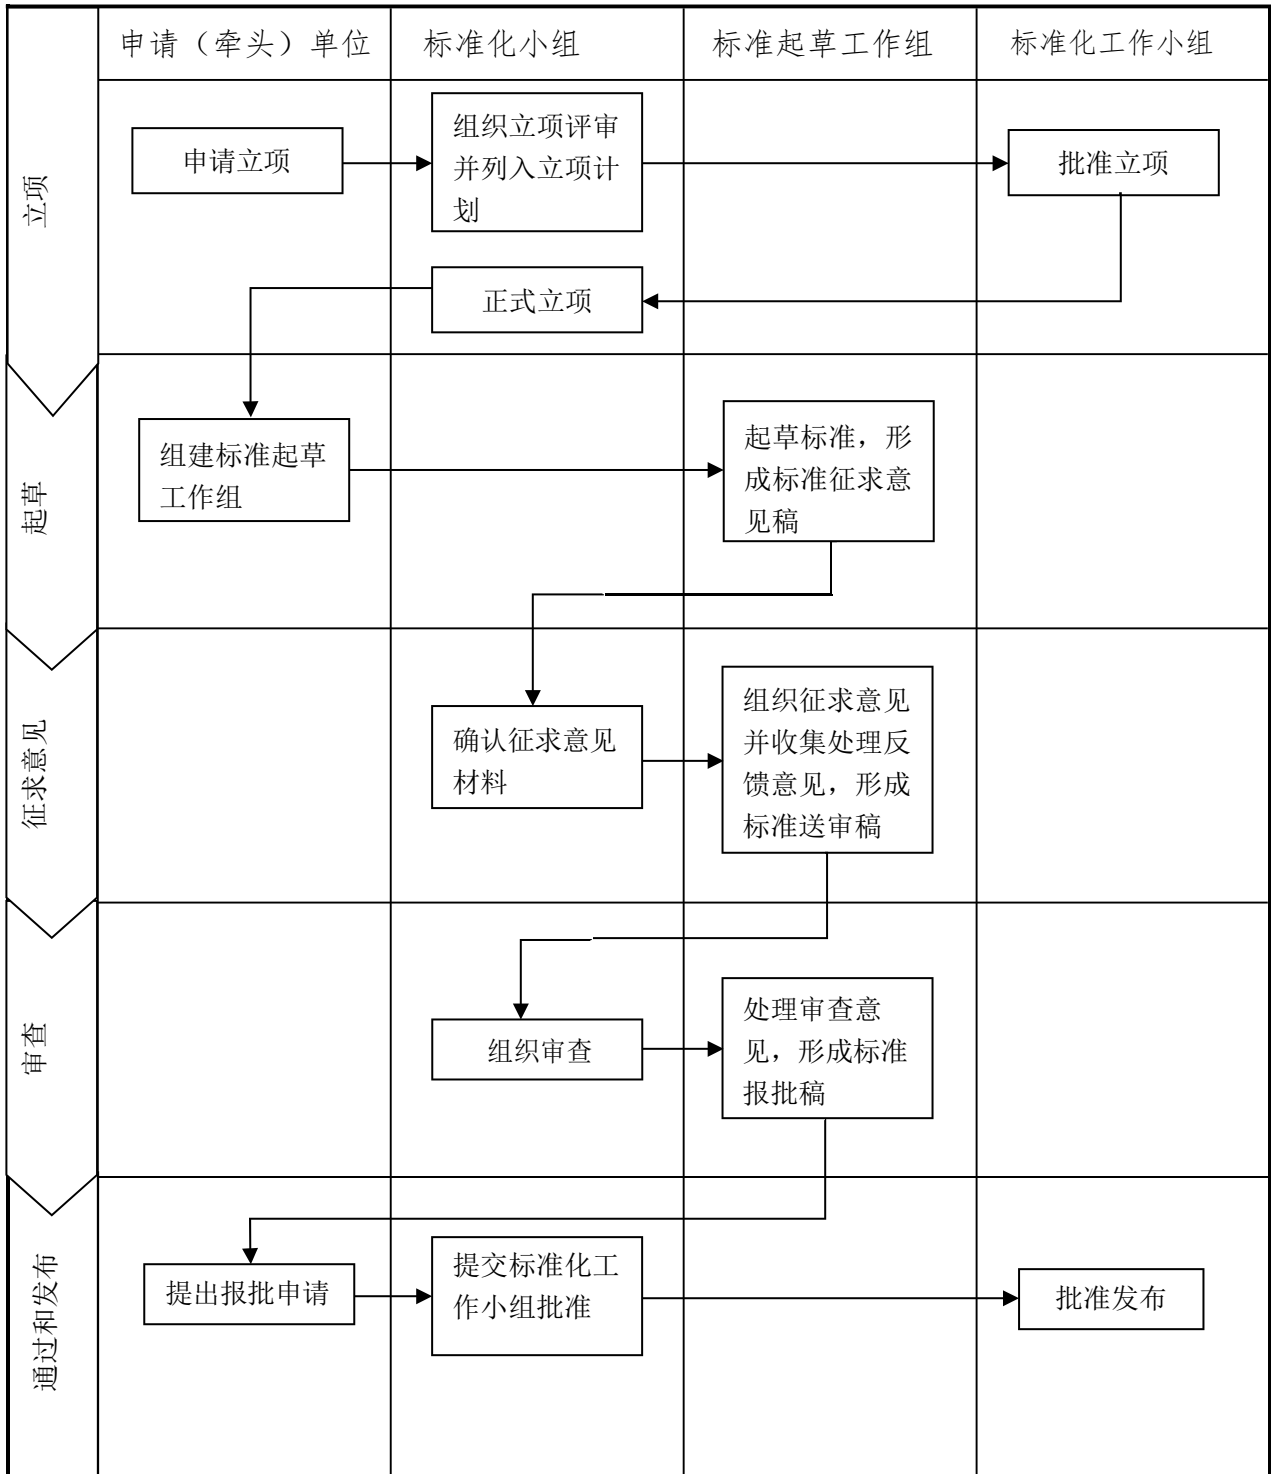 申请（牵头）单位
标准化小组
标准起草工作组
标准化工作小组
立项
申请立项
组织立项评审
并列入立项计
划
批准立项
正式立项
起草
组建标准起草
工作组
起草标准，形
成标准征求意
见稿
征求意见
确认征求意见
材料
组织征求意见
并收集处理反
馈意见，形成
标准送审稿
审查
组织审查
处理审查意
见，形成标准
报批稿
通过和发布
提出报批申请
提交标准化工
作小组批准
批准发布